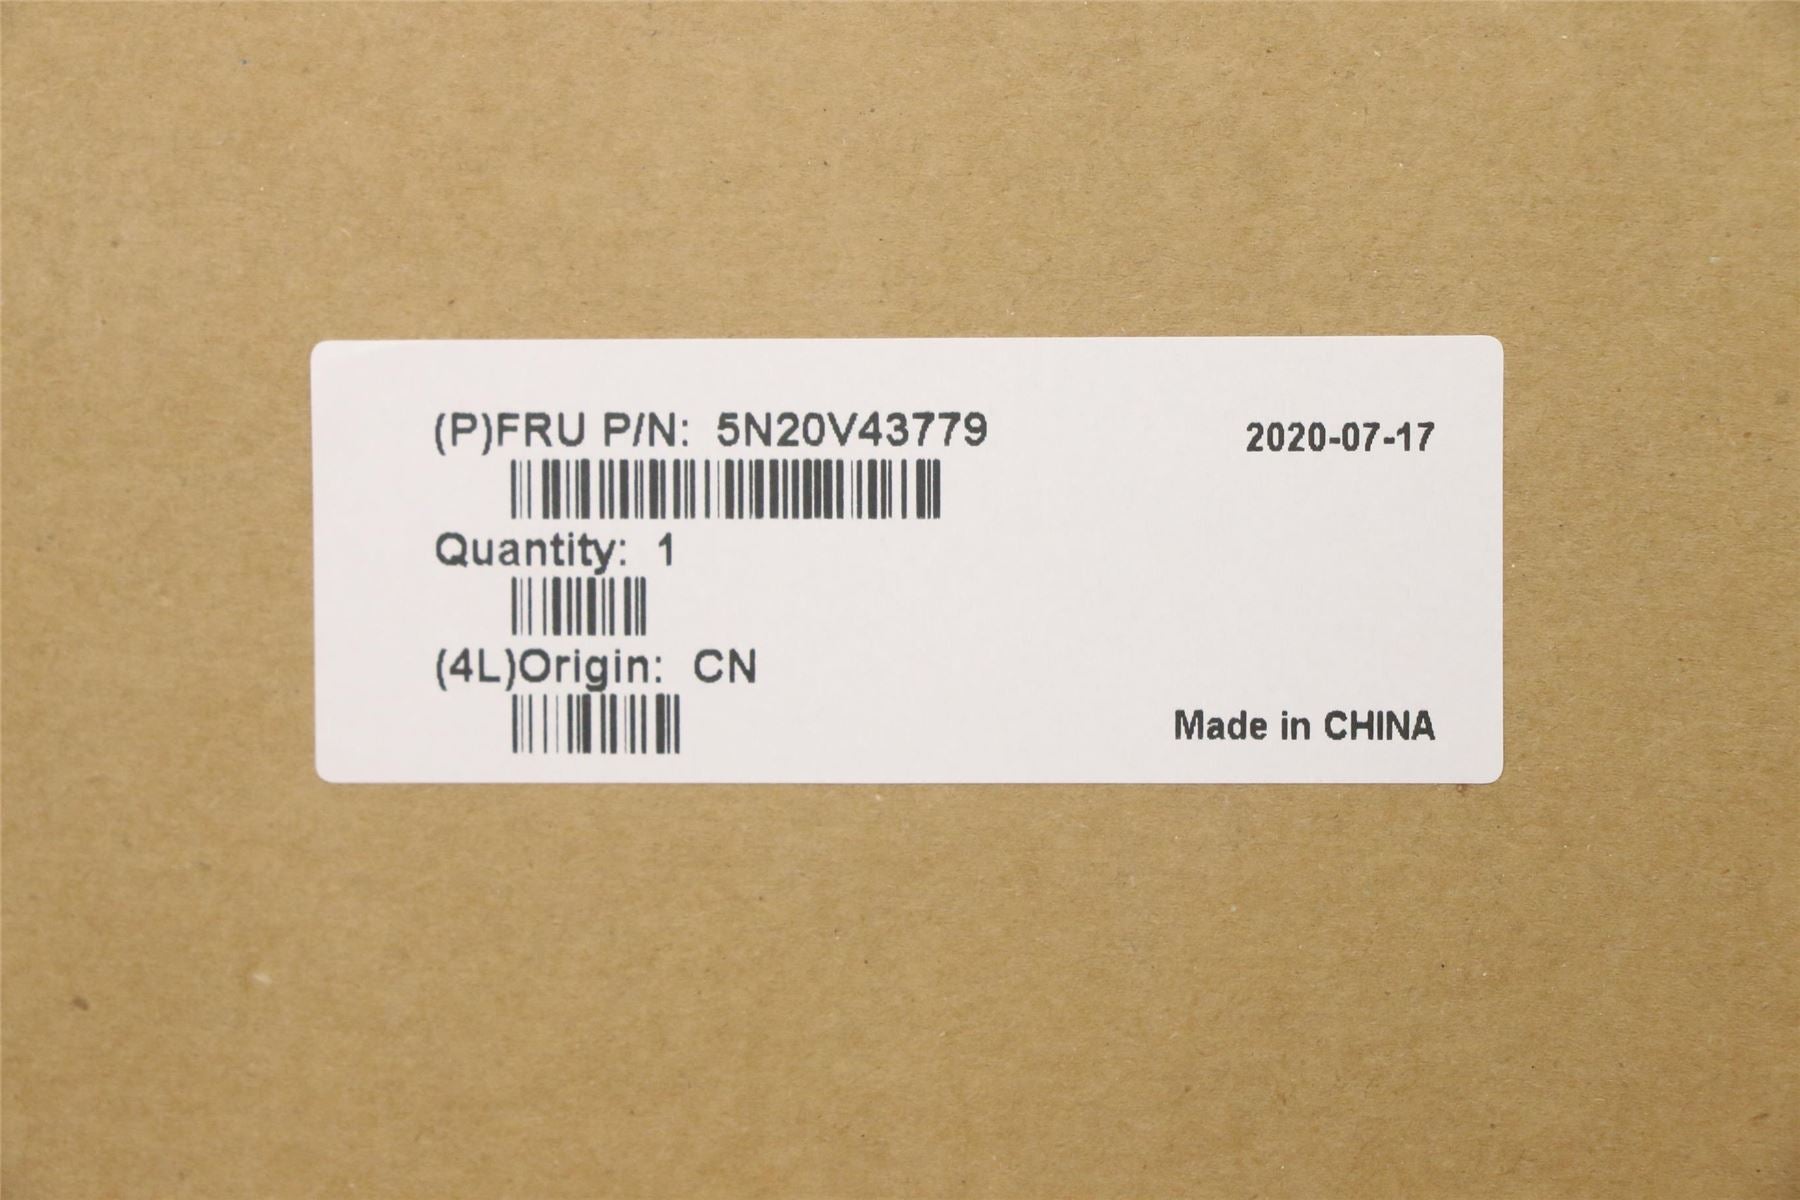 (P)FRU P/N: 5N20V43779
2020-07-17
Quantity: 1
(4L)Origin: CN
Made in CHINA